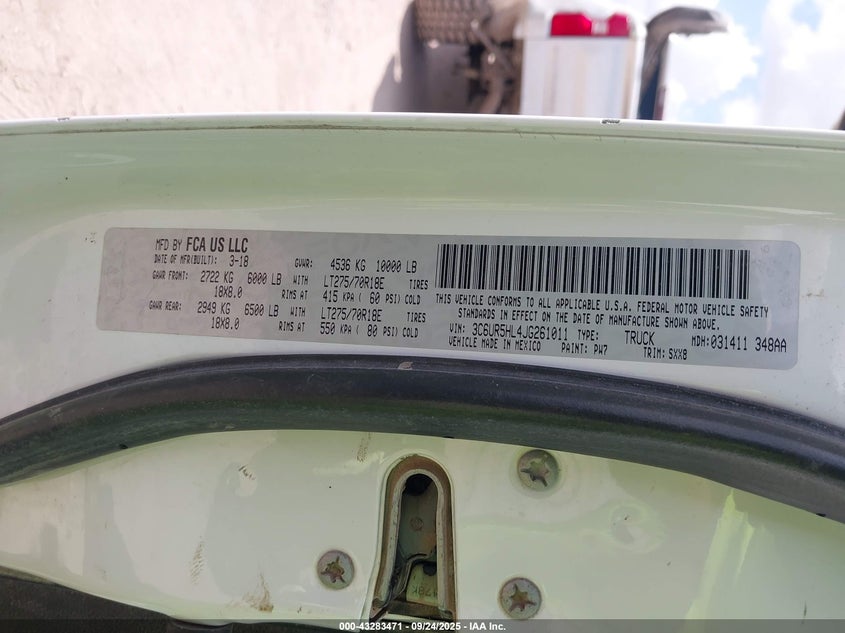 MFD BY FCA US LLC
DATE OF MFR(BUILT): 3-18 GVWR: 4536 KG 10000 LB
GAWR FRONT: 2722 KG 6000 LB WITH LT275/70R18E TIRES
18X8.0 RIMS AT 415 KPA ( 60 PSI) COLD
GAWR REAR: 2949 KG 6500 LB WITH LT275/70R18E TIRES
18X8.0 RIMS AT 550 KPA ( 80 PSI) COLD
THIS VEHICLE CONFORMS TO ALL APPLICABLE U.S.A. FEDERAL MOTOR VEHICLE SAFETY
STANDARDS IN EFFECT ON THE DATE OF MANUFACTURE SHOWN ABOVE.
VIN: 3C6UR5HL4JG261011 TYPE: TRUCK MDH: 031411 348AA
VEHICLE MADE IN MEXICO PAINT: PW7 TRIM: SXX8
000-43283471 - 09/24/2025 - IAA Inc.